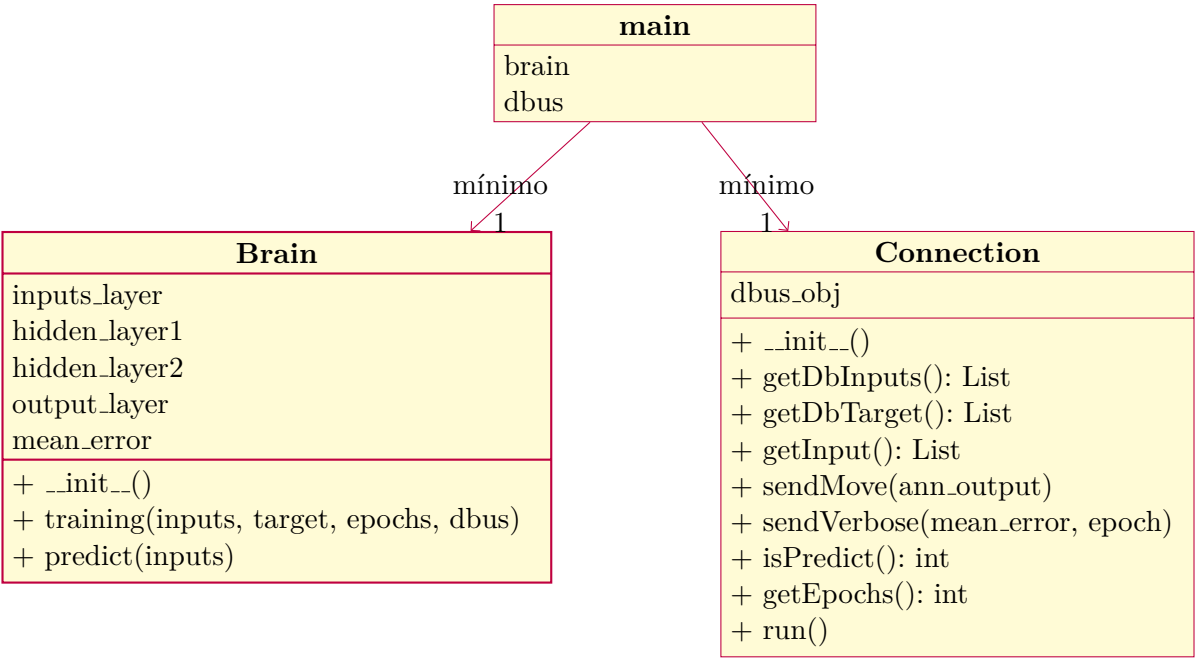 main
brain
dbus
mínimo
1
mínimo
1
Brain
inputs_layer
hidden_layer1
hidden_layer2
output_layer
mean_error
+ __init__()
+ training(inputs, target, epochs, dbus)
+ predict(inputs)
Connection
dbus_obj
+ __init__()
+ getDbInputs(): List
+ getDbTarget(): List
+ getInput(): List
+ sendMove(ann_output)
+ sendVerbose(mean_error, epoch)
+ isPredict(): int
+ getEpochs(): int
+ run()